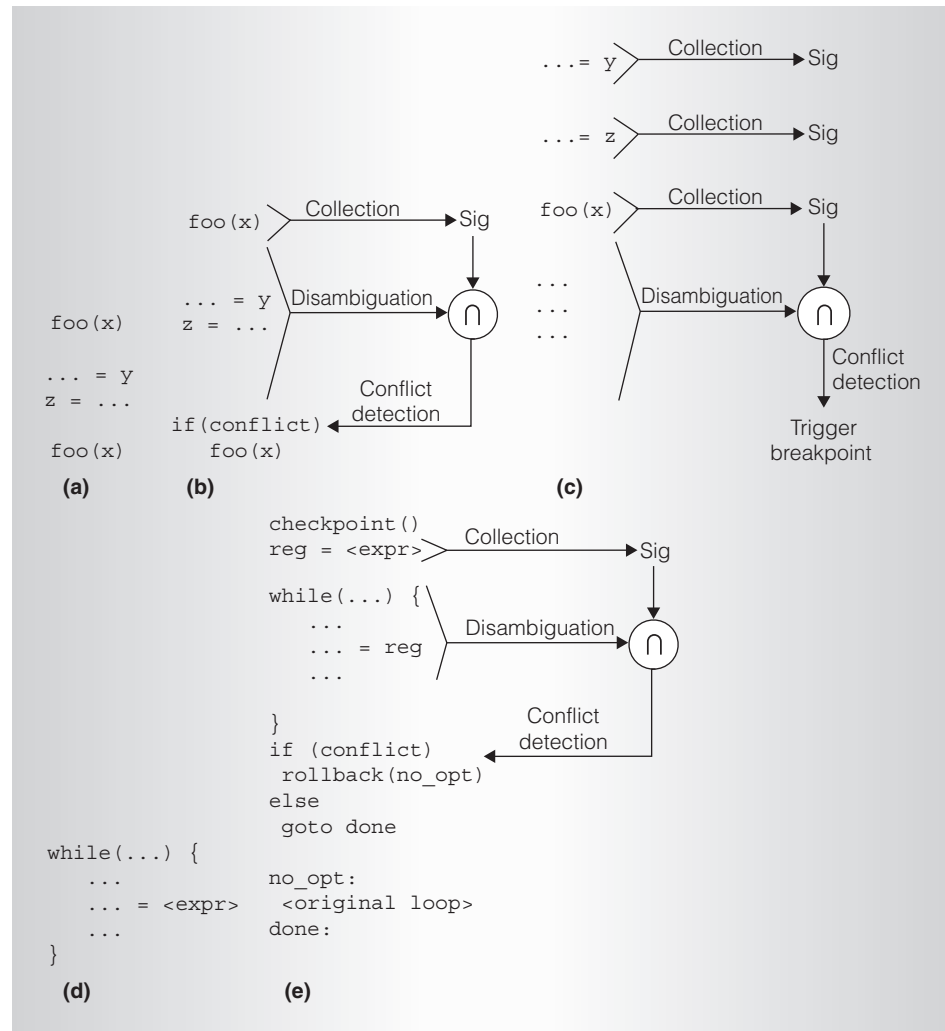 foo(x)
... = y
z = ...
foo(x)
(a)
foo(x)
Collection
Sig
... = y
z = ...
Disambiguation
∩
Conflict
detection
if(conflict)
foo(x)
(b)
...= y
Collection
Sig
...= z
Collection
Sig
foo(x)
Collection
Sig
...
...
...
Disambiguation
∩
Conflict
detection
Trigger
breakpoint
(c)
while(...) {
...
... = <expr>
...
}
(d)
checkpoint()
reg = <expr>
Collection
Sig
while(...) {
...
... = reg
...
Disambiguation
∩
}
Conflict
detection
if (conflict)
rollback(no_opt)
else
goto done
no_opt:
<original loop>
done:
(e)